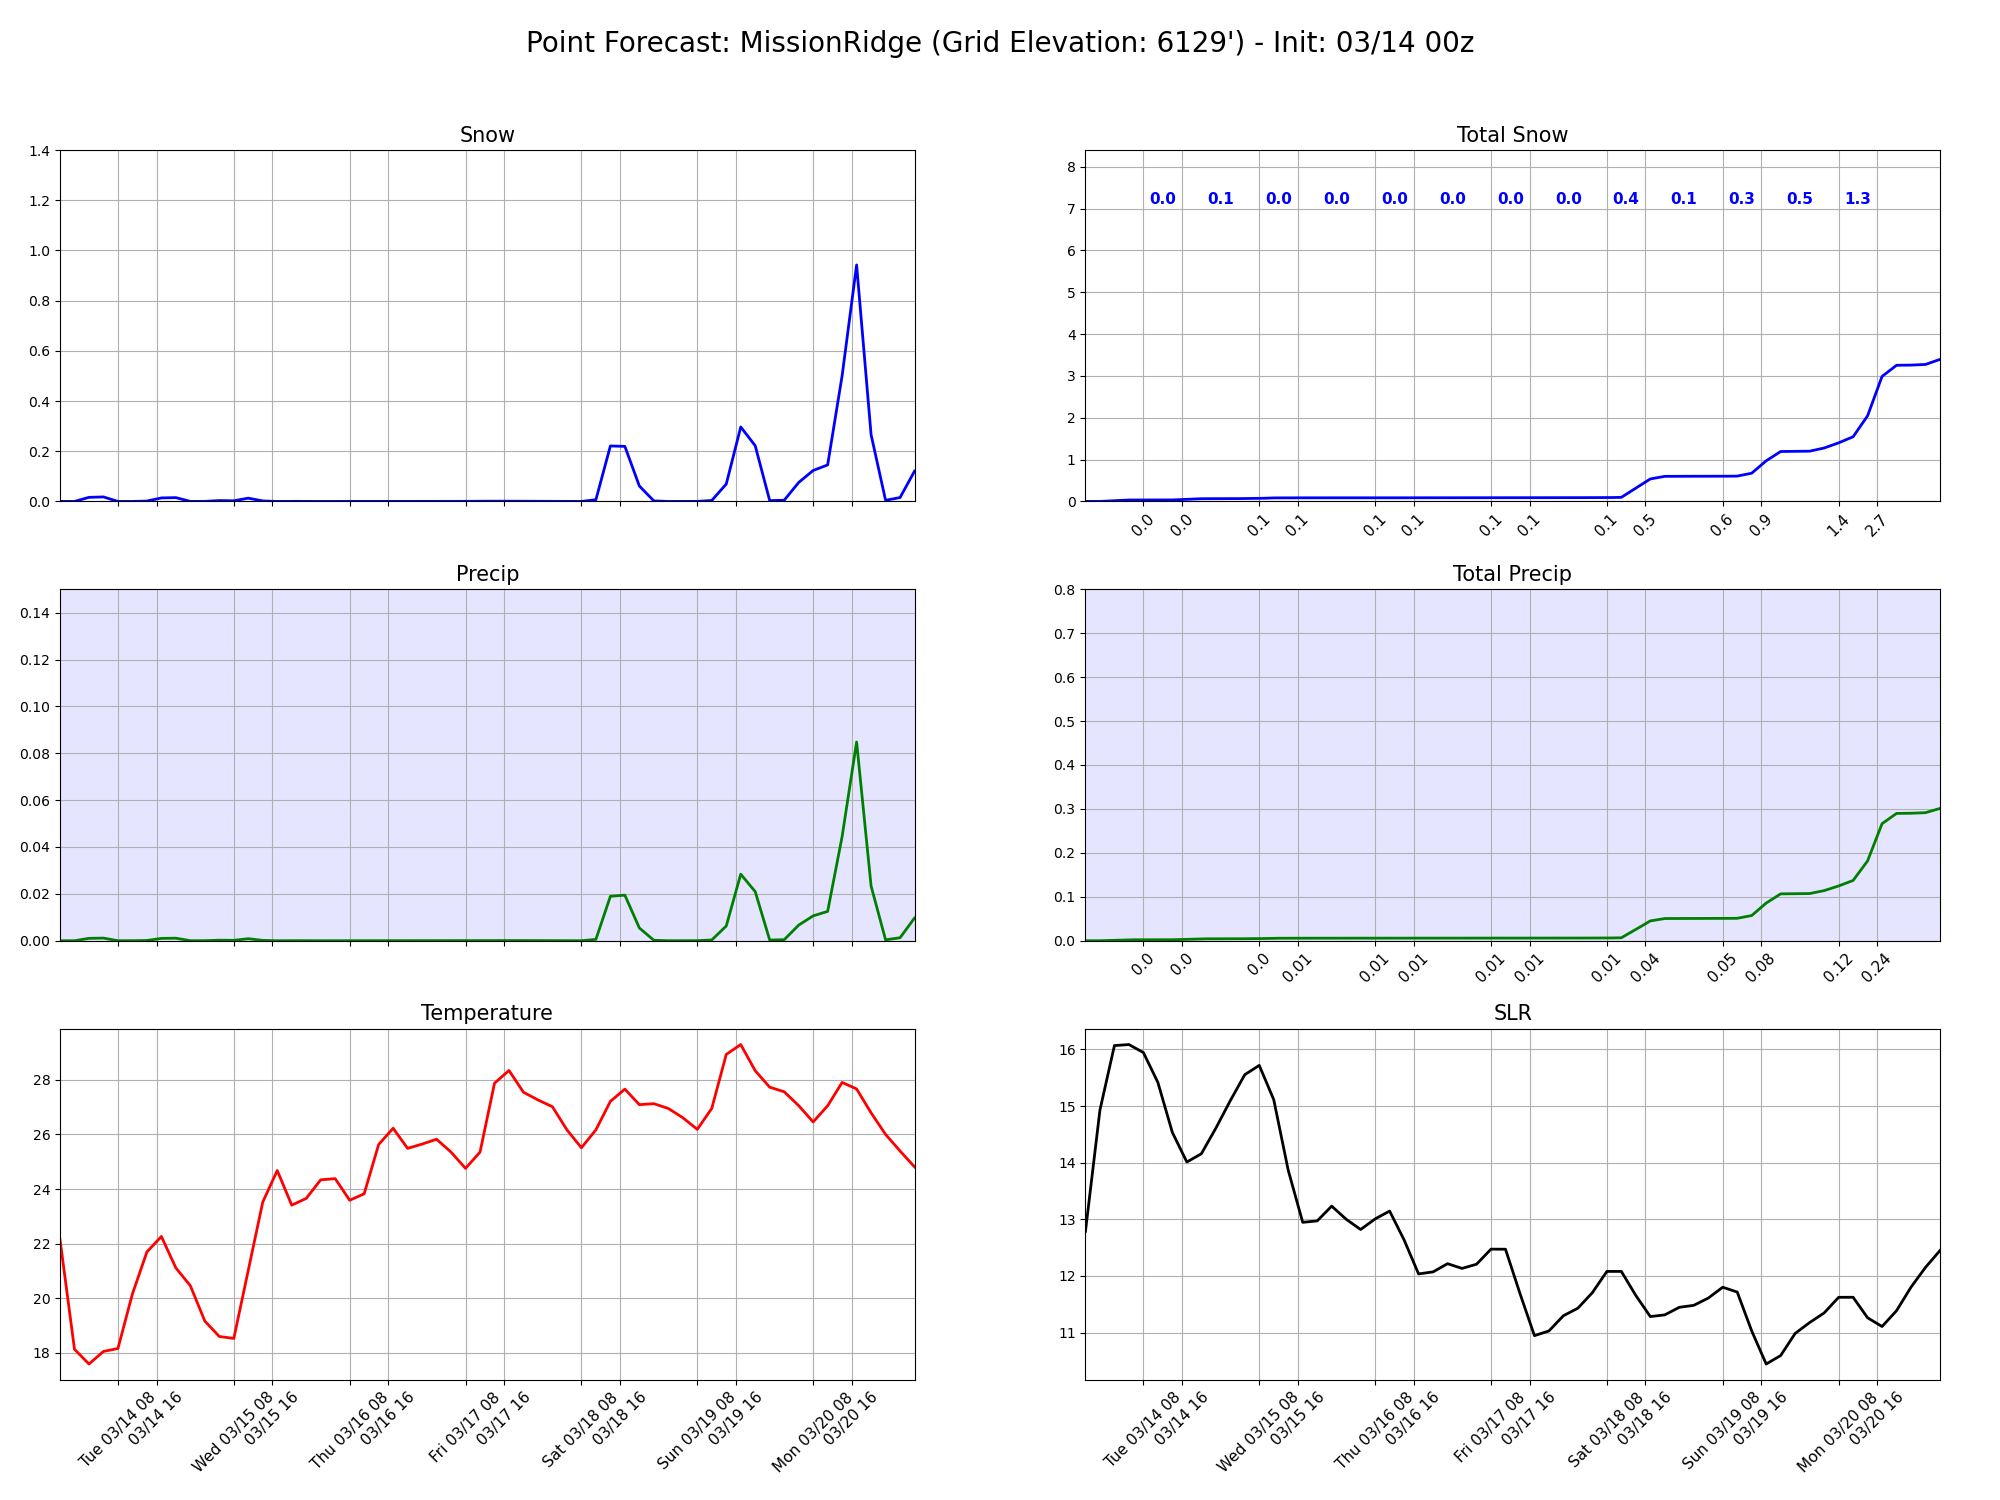 Point Forecast: MissionRidge (Grid Elevation: 6129') - Init: 03/14 00z
Snow
1.4
1.2
1.0
0.8
0.6
0.4
0.2
0.0
Total Snow
8
7
6
5
4
3
2
1
0
0.0 0.1 0.0 0.0 0.0 0.0 0.0 0.0 0.4 0.1 0.3 0.5 1.3
0.0 0.0 0.1 0.1 0.1 0.1 0.1 0.1 0.1 0.5 0.6 0.9 1.4 2.7
Precip
0.14
0.12
0.10
0.08
0.06
0.04
0.02
0.00
Total Precip
0.8
0.7
0.6
0.5
0.4
0.3
0.2
0.1
0.0
0.0 0.0 0.0 0.01 0.01 0.01 0.01 0.01 0.01 0.04 0.05 0.08 0.12 0.24
Temperature
28
26
24
22
20
18
Tue 03/14 08
03/14 16
Wed 03/15 08
03/15 16
Thu 03/16 08
03/16 16
Fri 03/17 08
03/17 16
Sat 03/18 08
03/18 16
Sun 03/19 08
03/19 16
Mon 03/20 08
03/20 16
SLR
16
15
14
13
12
11
Tue 03/14 08
03/14 16
Wed 03/15 08
03/15 16
Thu 03/16 08
03/16 16
Fri 03/17 08
03/17 16
Sat 03/18 08
03/18 16
Sun 03/19 08
03/19 16
Mon 03/20 08
03/20 16